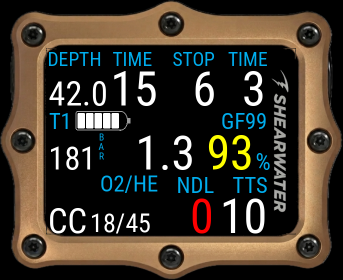 DEPTH TIME STOP TIME
42.0 15 6 3
T1 GF99
181 BAR 1.3 93%
O2/HE NDL TTS
CC 18/45 0 10
SHEARWATER